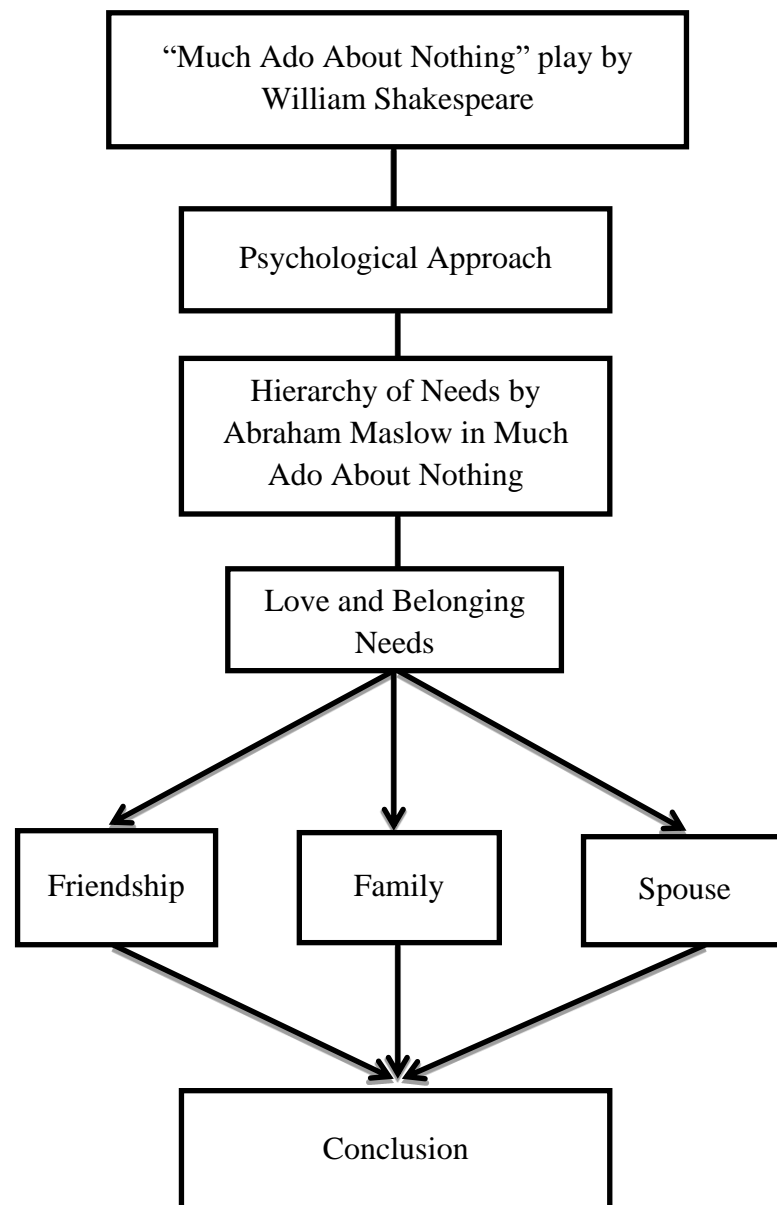 “Much Ado About Nothing” play by
William Shakespeare
Psychological Approach
Hierarchy of Needs by
Abraham Maslow in Much
Ado About Nothing
Love and Belonging
Needs
Friendship
Family
Spouse
Conclusion